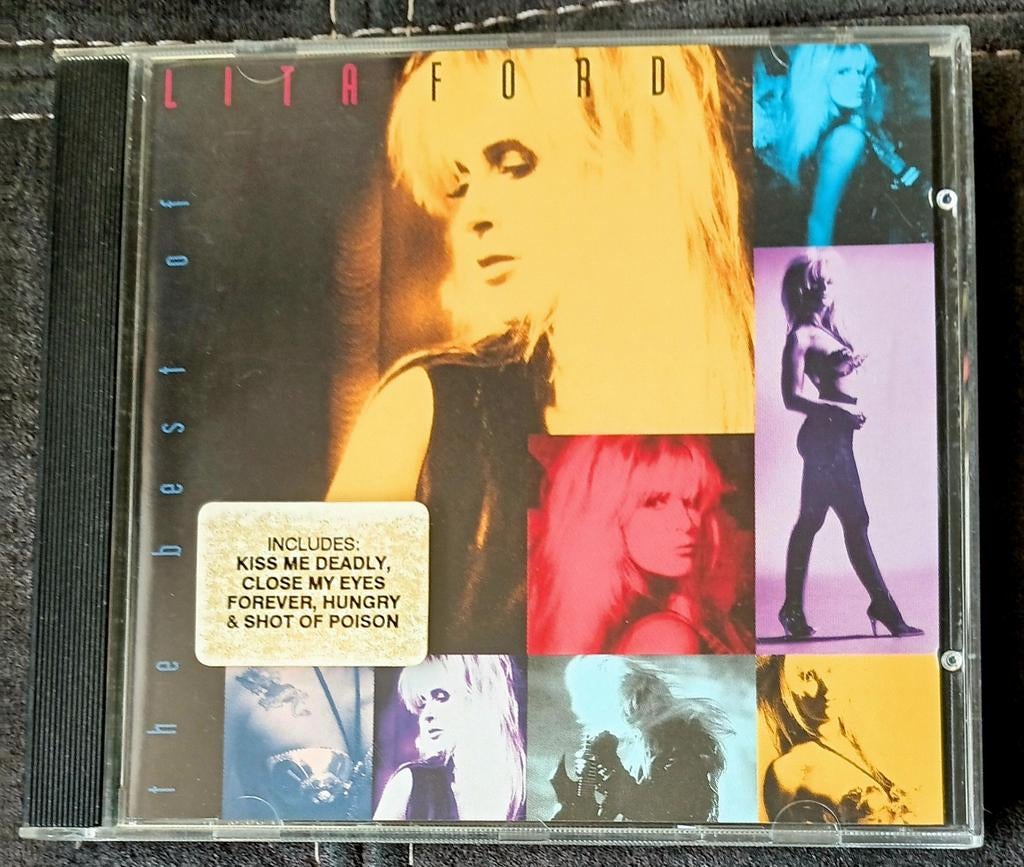 LITA FORD
the best of
INCLUDES:
KISS ME DEADLY,
CLOSE MY EYES
FOREVER, HUNGRY
& SHOT OF POISON